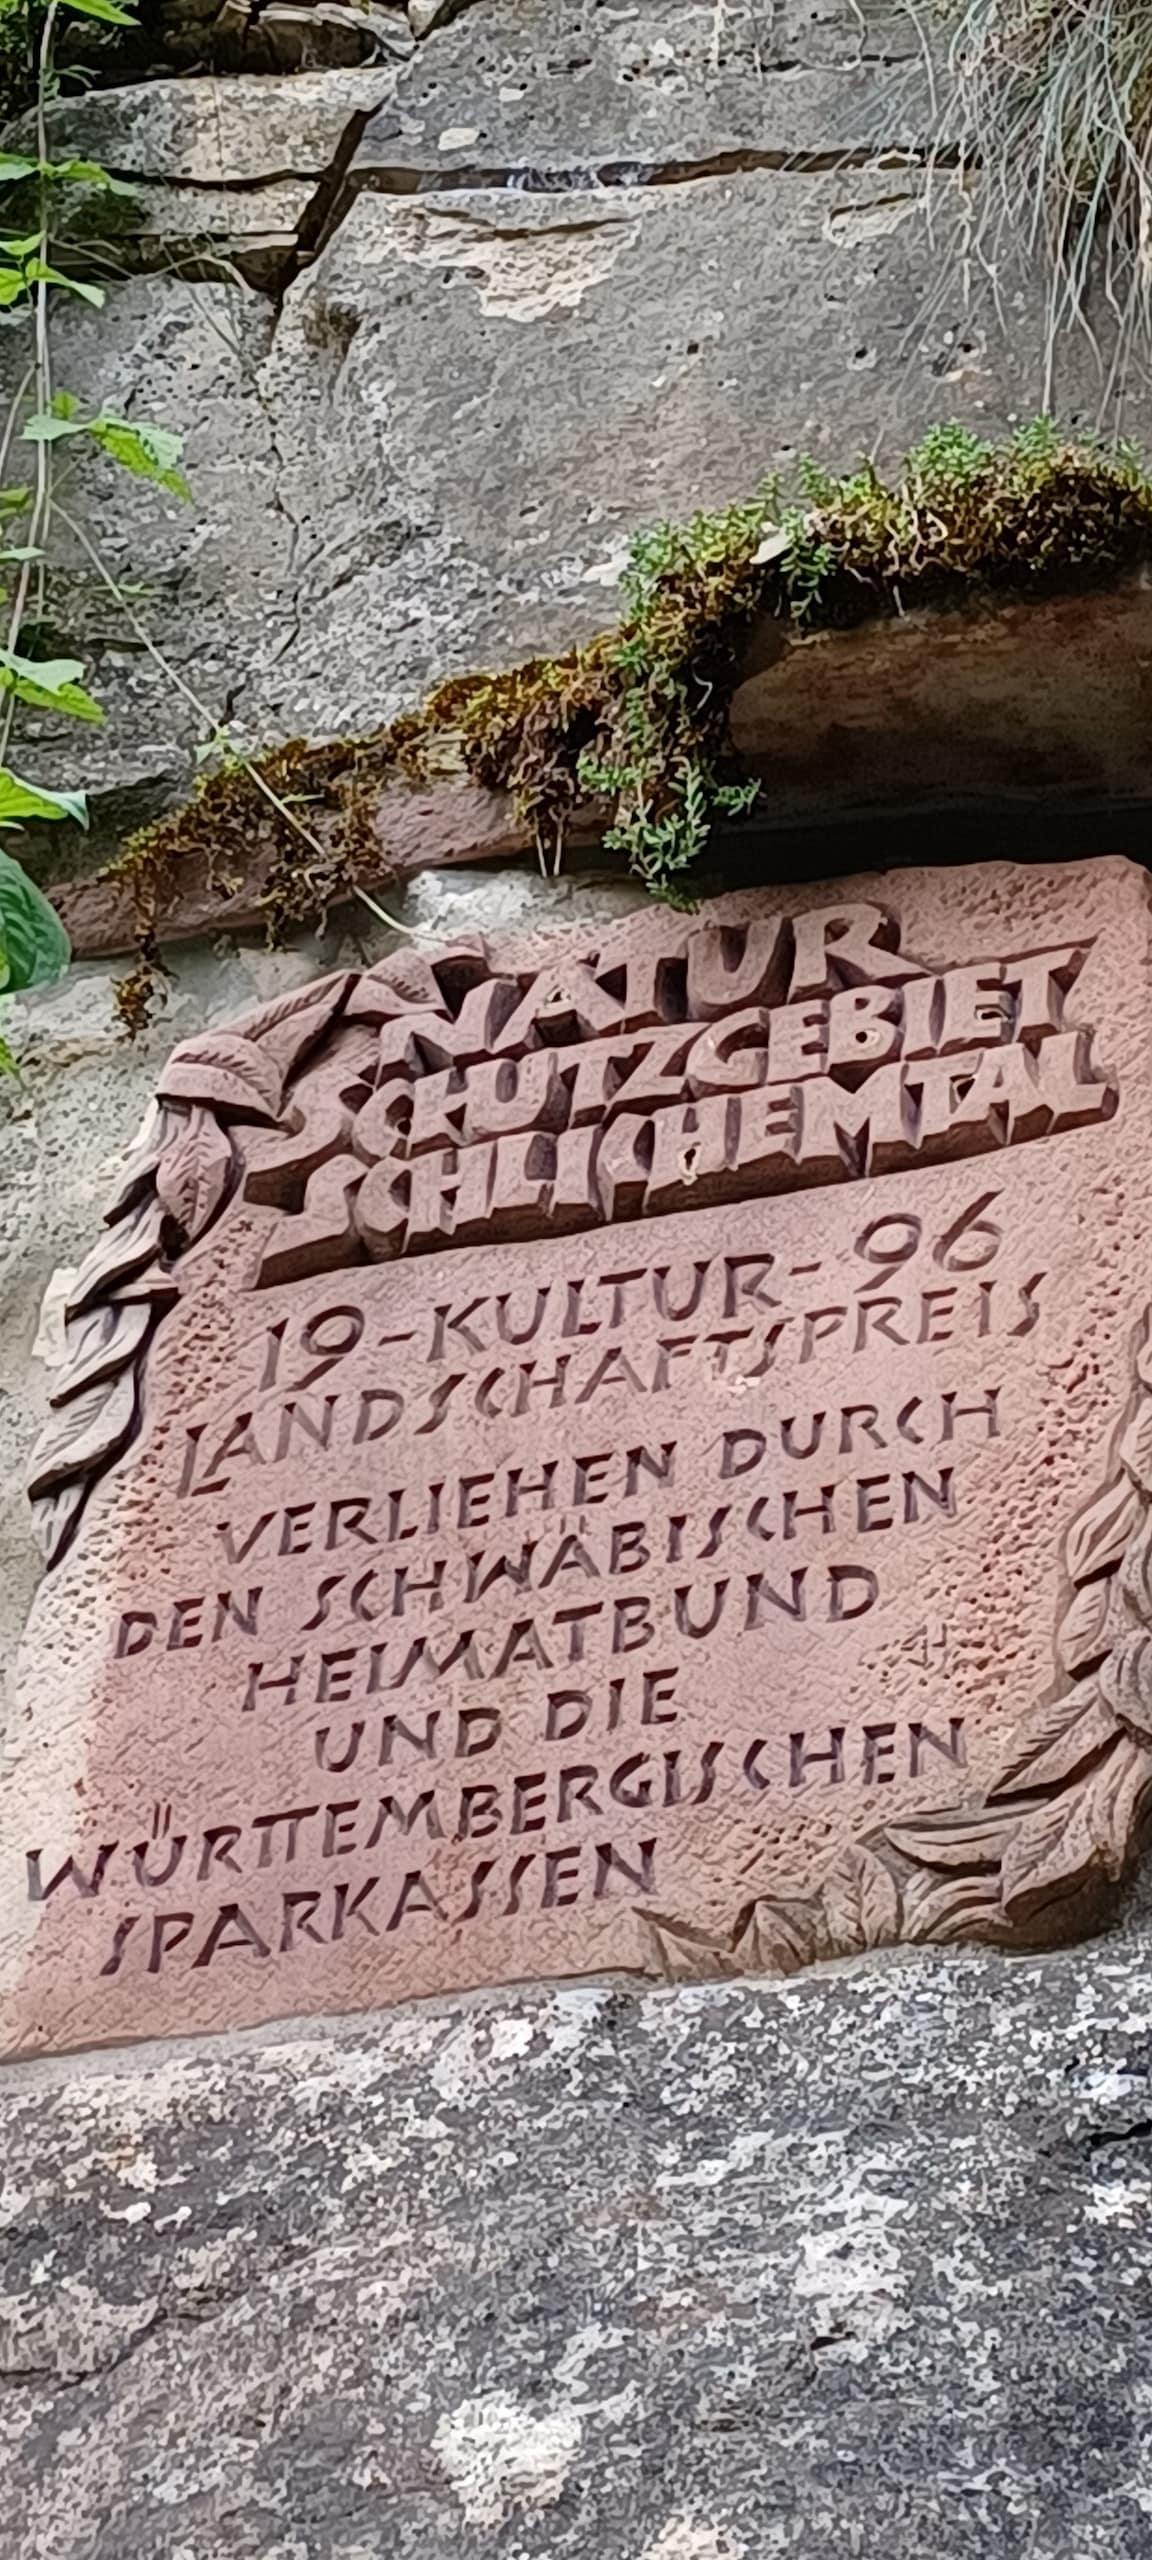 NATUR
SCHUTZGEBIET
SCHLICHEMTAL
19-KULTUR-96
LANDSCHAFTSPREIS
VERLIEHEN DURCH
DEN SCHWÄBISCHEN
HEIMATBUND
UND DIE
WÜRTTEMBERGISCHEN
SPARKASSEN